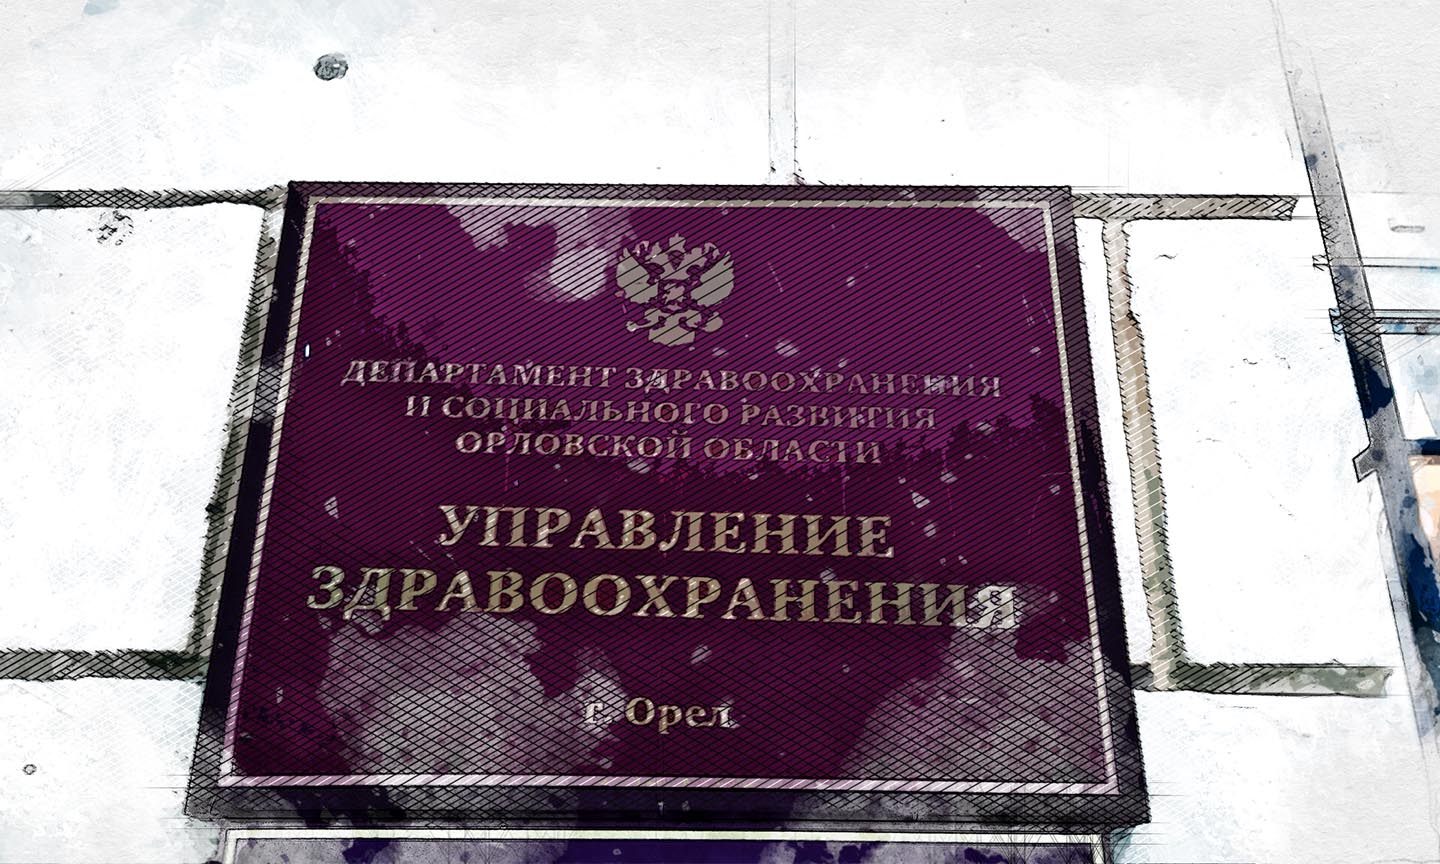 ДЕПАРТАМЕНТ ЗДРАВООХРАНЕНИЯ
И СОЦИАЛЬНОГО РАЗВИТИЯ
ОРЛОВСКОЙ ОБЛАСТИ
УПРАВЛЕНИЕ
ЗДРАВООХРАНЕНИЯ
г. Орел